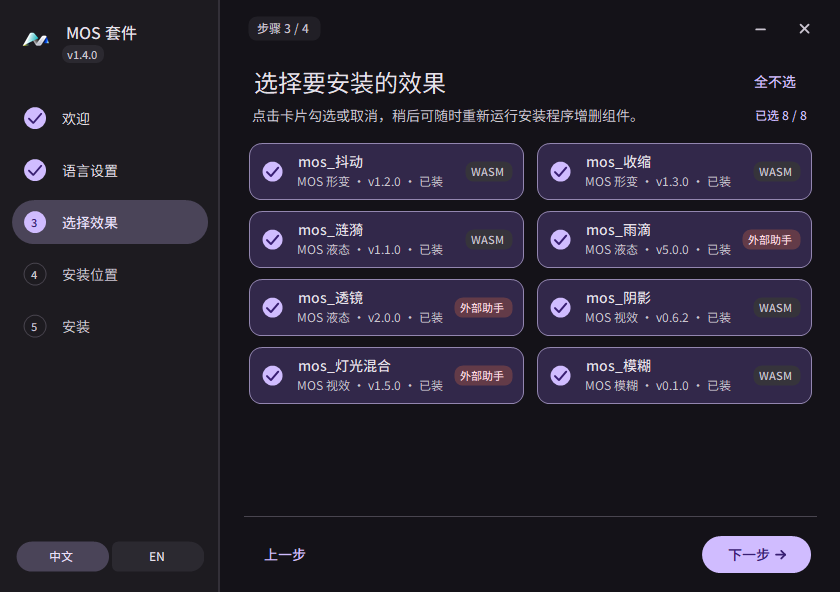 MOS 套件
v1.4.0
欢迎
语言设置
3 选择效果
4 安装位置
5 安装
中文
EN
步骤 3 / 4
选择要安装的效果
全不选
点击卡片勾选或取消，稍后可随时重新运行安装程序增删组件。
已选 8 / 8
mos_抖动
MOS 形变 · v1.2.0 · 已装
WASM
mos_收缩
MOS 形变 · v1.3.0 · 已装
WASM
mos_涟漪
MOS 液态 · v1.1.0 · 已装
WASM
mos_雨滴
MOS 液态 · v5.0.0 · 已装
外部助手
mos_透镜
MOS 液态 · v2.0.0 · 已装
外部助手
mos_阴影
MOS 视效 · v0.6.2 · 已装
WASM
mos_灯光混合
MOS 视效 · v1.5.0 · 已装
外部助手
mos_模糊
MOS 模糊 · v0.1.0 · 已装
WASM
上一步
下一步 →